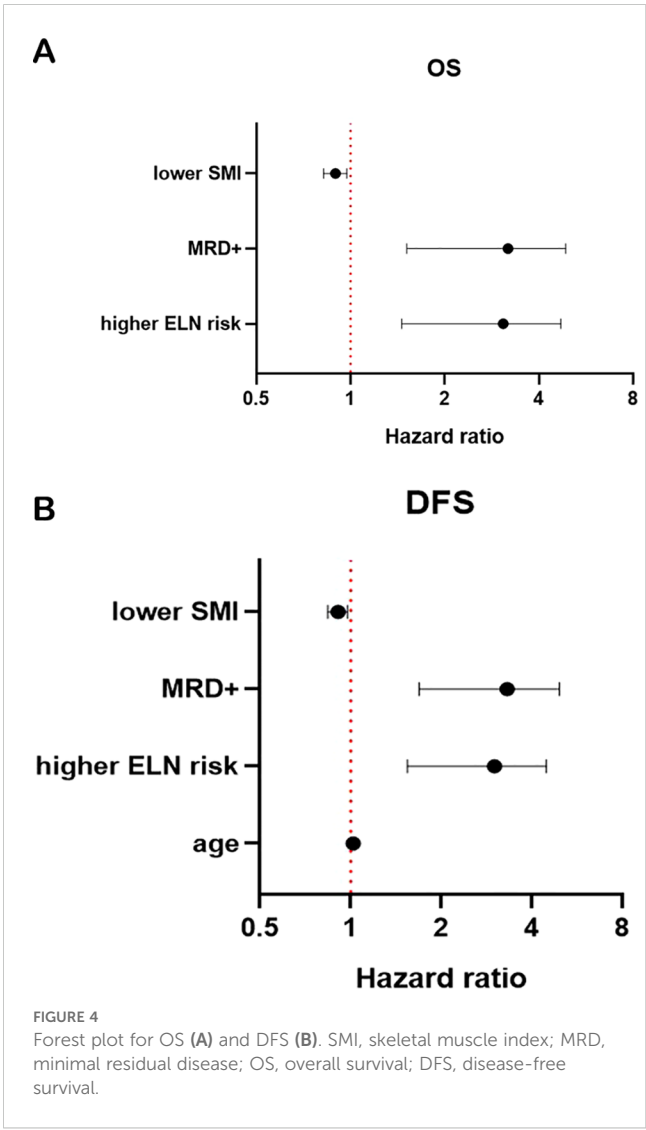 A
OS
lower SMI
MRD+
higher ELN risk
0.5 1 2 4 8
Hazard ratio
B
DFS
lower SMI
MRD+
higher ELN risk
age
0.5 1 2 4 8
Hazard ratio
FIGURE 4
Forest plot for OS (A) and DFS (B). SMI, skeletal muscle index; MRD,
minimal residual disease; OS, overall survival; DFS, disease-free
survival.